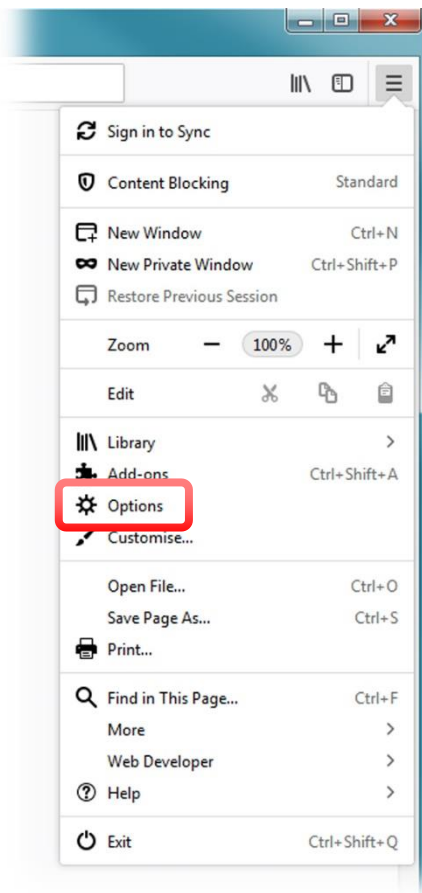 Sign in to Sync
Content Blocking Standard
New Window Ctrl+N
New Private Window Ctrl+Shift+P
Restore Previous Session
Zoom − 100% +
Edit
Library >
Add-ons Ctrl+Shift+A
Options
Customise...
Open File... Ctrl+O
Save Page As... Ctrl+S
Print...
Find in This Page... Ctrl+F
More >
Web Developer >
Help >
Exit Ctrl+Shift+Q